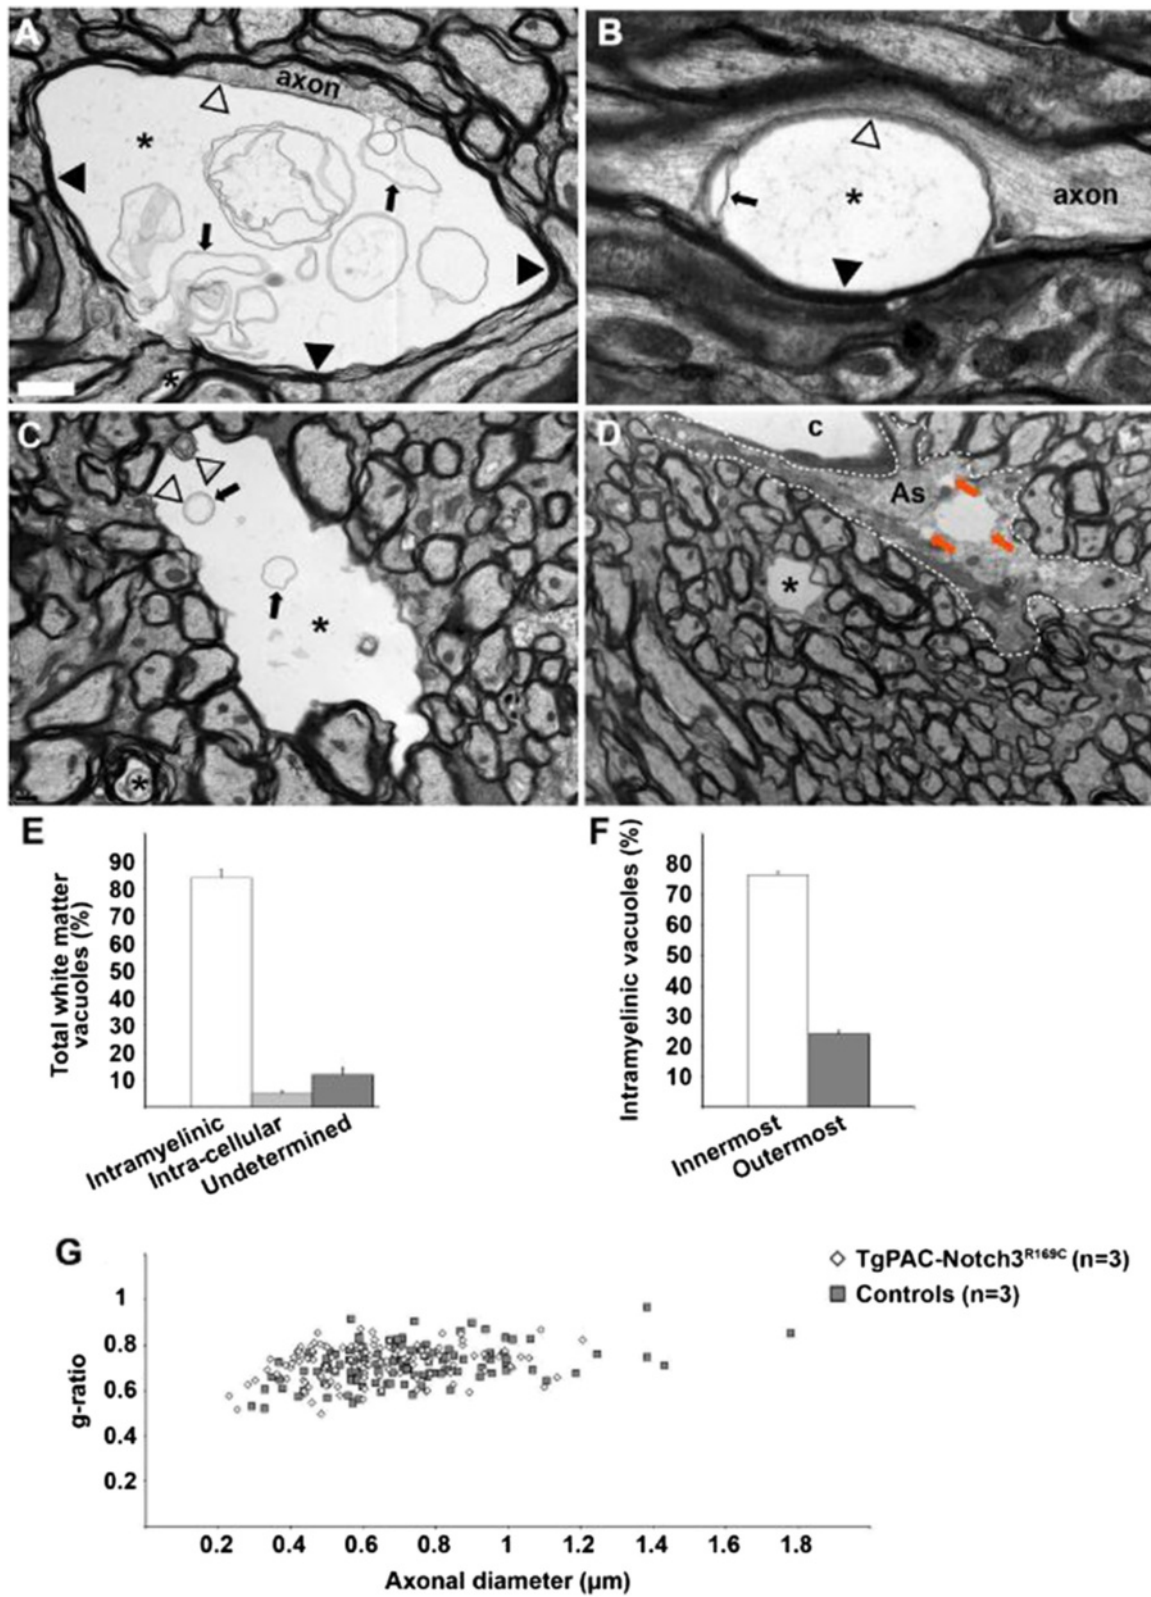 A
axon
*
*
B
axon
*
C
*
*
D
c
As
*
E
Total white matter
vacuoles (%)
90
80
70
60
50
40
30
20
10
Intramyelinic
Intra-cellular
Undetermined
F
Intramyelinic vacuoles (%)
80
70
60
50
40
30
20
10
Innermost
Outermost
G
TgPAC-Notch3R169C (n=3)
Controls (n=3)
g-ratio
1
0.8
0.6
0.4
0.2
0.2 0.4 0.6 0.8 1 1.2 1.4 1.6 1.8
Axonal diameter (μm)